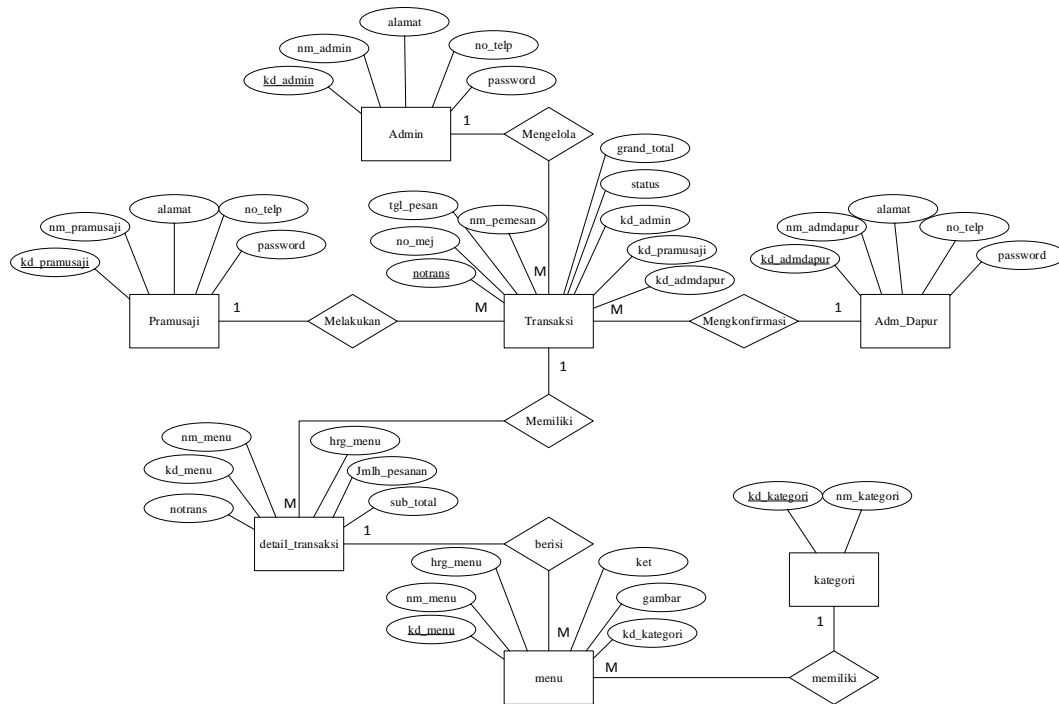 alamat
nm_admin
no_telp
kd_admin
password
1
Admin
Mengelola
grand_total
alamat
tgl_pesan
status
alamat
nm_pramusaji
no_telp
nm_pemesan
kd_admin
nm_admdapur
no_telp
kd_pramusaji
password
no_mej
kd_pramusaji
kd_admdapur
password
notrans
M
kd_admdapur
1
M
M
1
Pramusaji
Melakukan
Transaksi
Mengkonfirmasi
Adm_Dapur
1
Memiliki
nm_menu
hrg_menu
kd_menu
Jmlh_pesanan
kd_kategori
nm_kategori
notrans
M
sub_total
1
detail_transaksi
berisi
hrg_menu
ket
kategori
nm_menu
gambar
kd_menu
M
kd_kategori
1
M
menu
memiliki